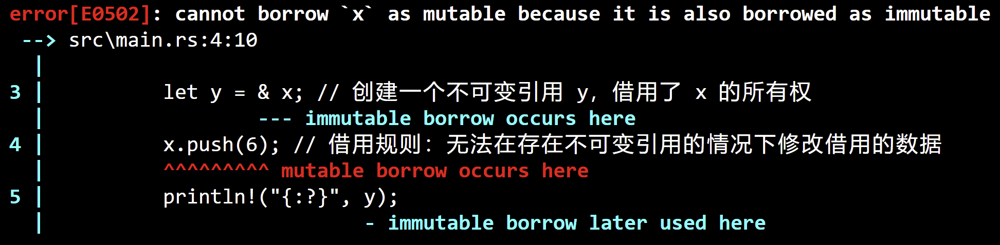 error[E0502]: cannot borrow `x` as mutable because it is also borrowed as immutable
 --> src\main.rs:4:10
  |
3 |          let y = & x; // 创建一个不可变引用 y, 借用了 x 的所有权
  |                  --- immutable borrow occurs here
4 |          x.push(6); // 借用规则: 无法在存在不可变引用的情况下修改借用的数据
  |          ^^^^^^^^^ mutable borrow occurs here
5 |          println!("{:?}", y);
  |                           - immutable borrow later used here